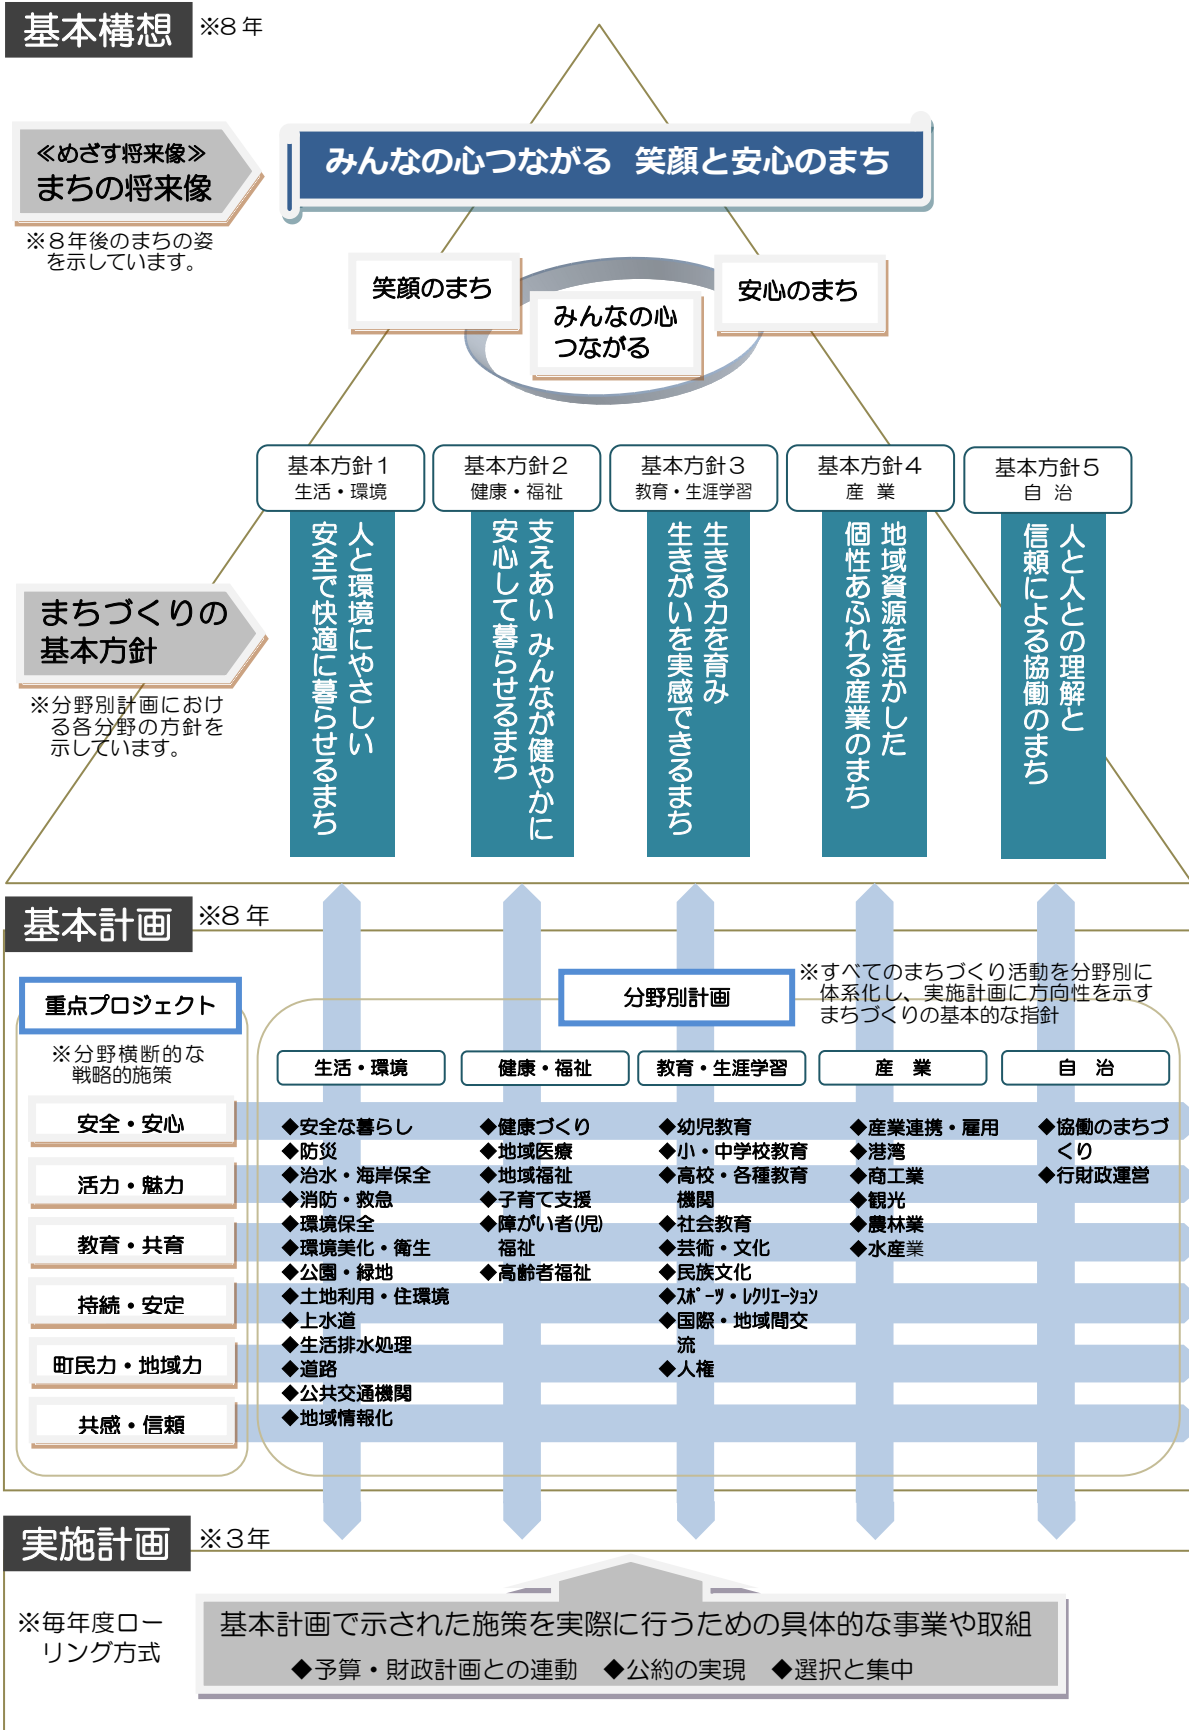 基本構想 ※8年
≪めざす将来像≫
まちの将来像
※8年後のまちの姿
を示しています。
みんなの心つながる 笑顔と安心のまち
笑顔のまち
みんなの心
つながる
安心のまち
基本方針1
生活・環境
人と環境にやさしい
安全で快適に暮らせるまち
基本方針2
健康・福祉
支えあい みんなが健やかに
安心して暮らせるまち
基本方針3
教育・生涯学習
生きる力を育み
生きがいを実感できるまち
基本方針4
産 業
地域資源を活かした
個性あふれる産業のまち
基本方針5
自 治
人と人との理解と
信頼による協働のまち
まちづくりの
基本方針
※分野別計画におけ
る各分野の方針を
示しています。
基本計画 ※8年
重点プロジェクト
※分野横断的な
戦略的施策
安全・安心
活力・魅力
教育・共育
持続・安定
町民力・地域力
共感・信頼
分野別計画
※すべてのまちづくり活動を分野別に
体系化し、実施計画に方向性を示す
まちづくりの基本的な指針
生活・環境
◆安全な暮らし
◆防災
◆治水・海岸保全
◆消防・救急
◆環境保全
◆環境美化・衛生
◆公園・緑地
◆土地利用・住環境
◆上水道
◆生活排水処理
◆道路
◆公共交通機関
◆地域情報化
健康・福祉
◆健康づくり
◆地域医療
◆地域福祉
◆子育て支援
◆障がい者(児)
福祉
◆高齢者福祉
教育・生涯学習
◆幼児教育
◆小・中学校教育
◆高校・各種教育
機関
◆社会教育
◆芸術・文化
◆民族文化
◆ｽﾎﾟｰﾂ・ﾚｸﾘｴｰｼｮﾝ
◆国際・地域間交
流
◆人権
産 業
◆産業連携・雇用
◆港湾
◆商工業
◆観光
◆農林業
◆水産業
自 治
◆協働のまちづ
くり
◆行財政運営
実施計画 ※3年
※毎年度ロー
リング方式
基本計画で示された施策を実際に行うための具体的な事業や取組
◆予算・財政計画との連動 ◆公約の実現 ◆選択と集中